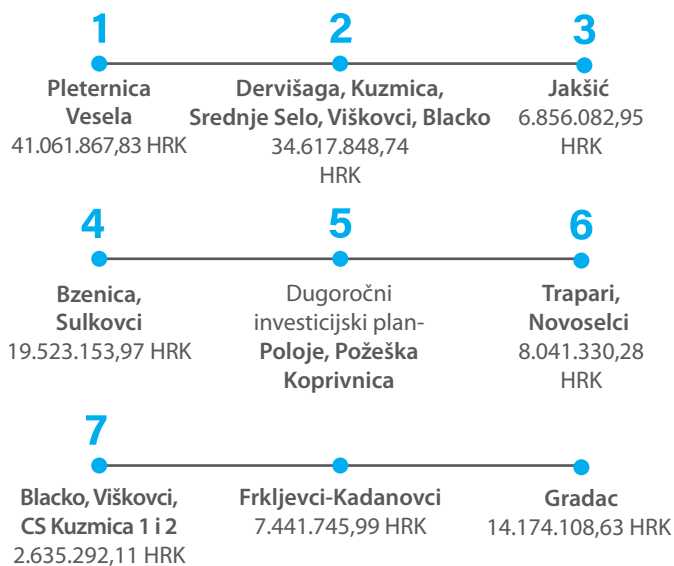 1
Pleternica
Vesela
41.061.867,83 HRK
2
Dervišaga, Kuzmica,
Srednje Selo, Viškovci, Blacko
34.617.848,74
HRK
3
Jakšić
6.856.082,95
HRK
4
Bzenica,
Sulkovci
19.523.153,97 HRK
5
Dugoročni
investicijski plan-
Poloje, Požeška
Koprivnica
6
Trapari,
Novoselci
8.041.330,28
HRK
7
Blacko, Viškovci,
CS Kuzmica 1 i 2
2.635.292,11 HRK
Frkljevci-Kadanovci
7.441.745,99 HRK
Gradac
14.174.108,63 HRK